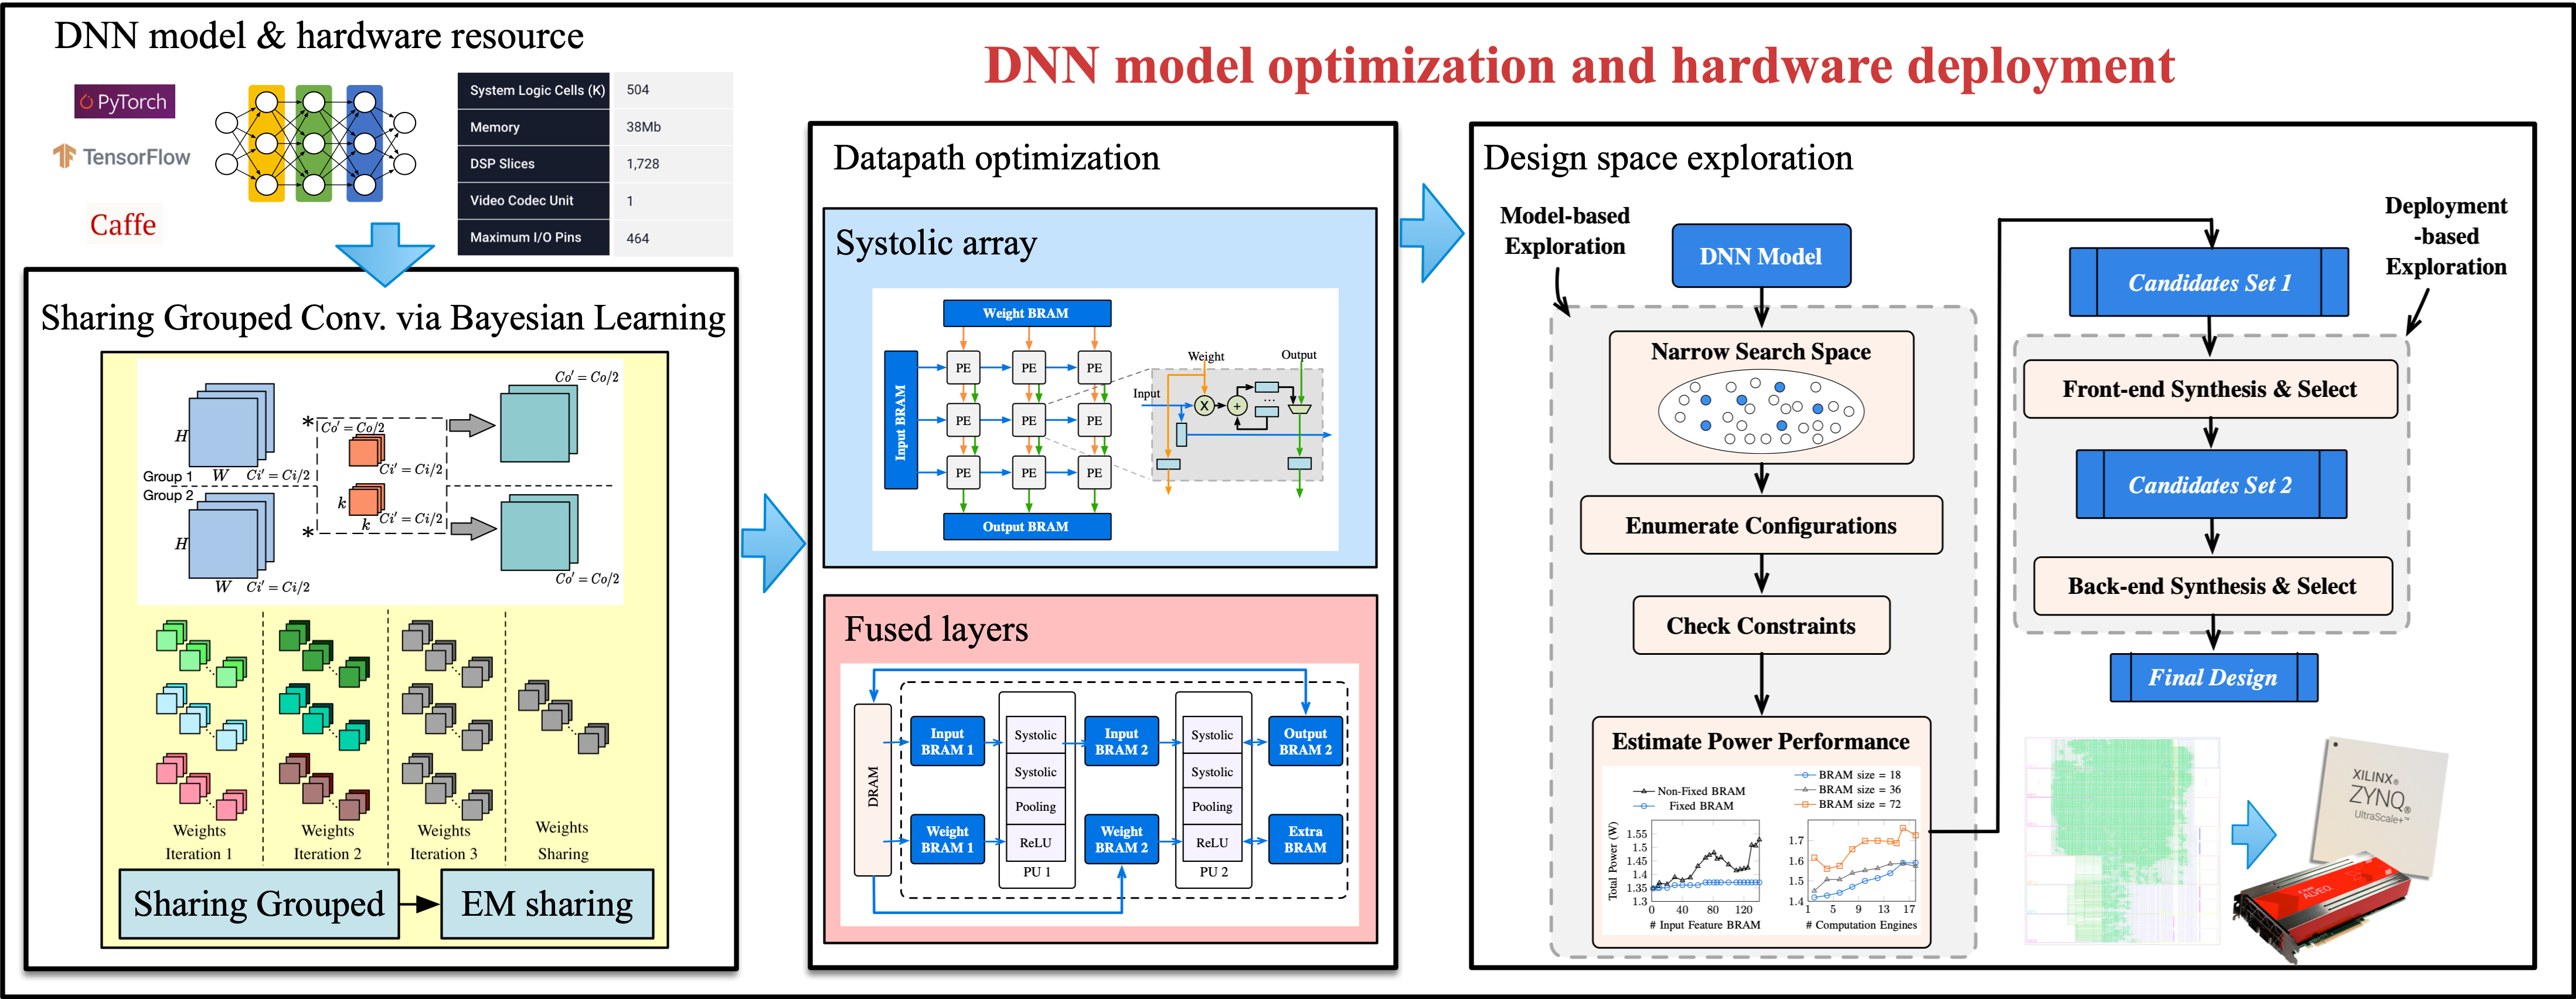 DNN model & hardware resource
DNN model optimization and hardware deployment
PyTorch
TensorFlow
Caffe
System Logic Cells (K) 504
Memory 38Mb
DSP Slices 1,728
Video Codec Unit 1
Maximum I/O Pins 464
Sharing Grouped Conv. via Bayesian Learning
Co' = Co/2
* Co' = Co/2
H
Ci' = Ci/2
Group 1 W Ci' = Ci/2
Group 2
k
k Ci' = Ci/2
*
H
W Ci' = Ci/2
Co' = Co/2
Weights
Iteration 1
Weights
Iteration 2
Weights
Iteration 3
Weights
Sharing
Sharing Grouped
EM sharing
Datapath optimization
Systolic array
Weight BRAM
Input BRAM
PE PE PE
PE PE PE
PE PE PE
Output BRAM
Weight
Output
Input
X
+
...
Fused layers
DRAM
Input
BRAM 1
Weight
BRAM 1
Systolic
Systolic
Pooling
ReLU
PU 1
Input
BRAM 2
Weight
BRAM 2
Systolic
Systolic
Pooling
ReLU
PU 2
Output
BRAM 2
Extra
BRAM
Design space exploration
Model-based
Exploration
DNN Model
Narrow Search Space
Enumerate Configurations
Check Constraints
Estimate Power Performance
Non-Fixed BRAM
Fixed BRAM
Total Power (W)
1.55
1.5
1.45
1.4
1.35
1.3
0 40 80 120
# Input Feature BRAM
BRAM size = 18
BRAM size = 36
BRAM size = 72
1.7
1.6
1.5
1.4
1 5 9 13 17
# Computation Engines
Deployment
-based
Exploration
Candidates Set 1
Front-end Synthesis & Select
Candidates Set 2
Back-end Synthesis & Select
Final Design
XILINX®
ZYNQ®
UltraScale+™
ALVEO